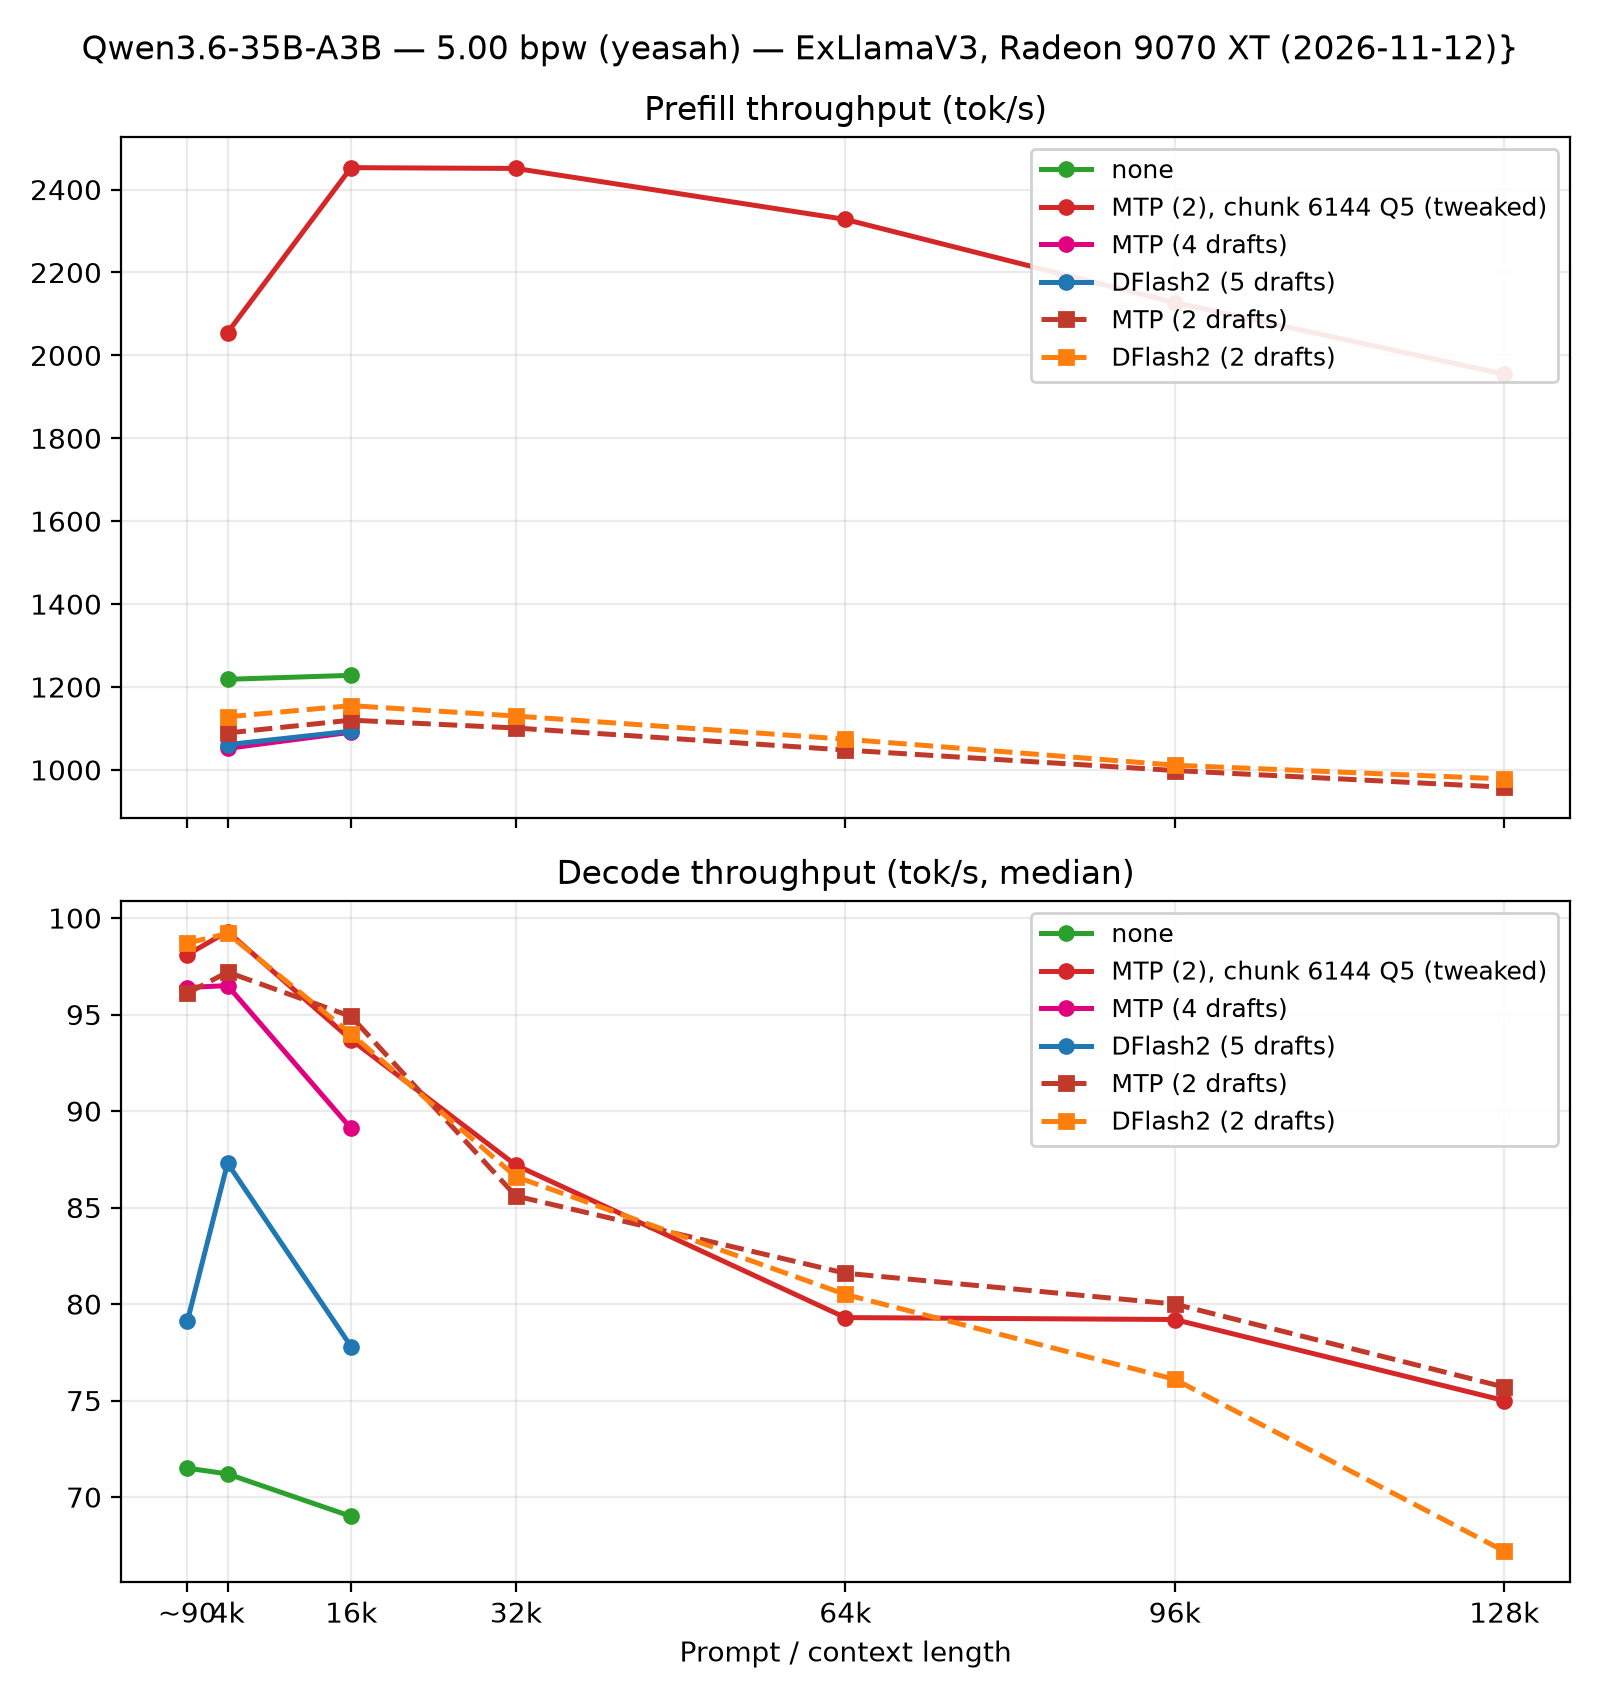 Qwen3.6-35B-A3B — 5.00 bpw (yeasah) — ExLlamaV3, Radeon 9070 XT (2026-11-12)}
Prefill throughput (tok/s)
none
MTP (2), chunk 6144 Q5 (tweaked)
MTP (4 drafts)
DFlash2 (5 drafts)
MTP (2 drafts)
DFlash2 (2 drafts)
2400
2200
2000
1800
1600
1400
1200
1000
Decode throughput (tok/s, median)
none
MTP (2), chunk 6144 Q5 (tweaked)
MTP (4 drafts)
DFlash2 (5 drafts)
MTP (2 drafts)
DFlash2 (2 drafts)
100
95
90
85
80
75
70
~90 4k 16k 32k 64k 96k 128k
Prompt / context length